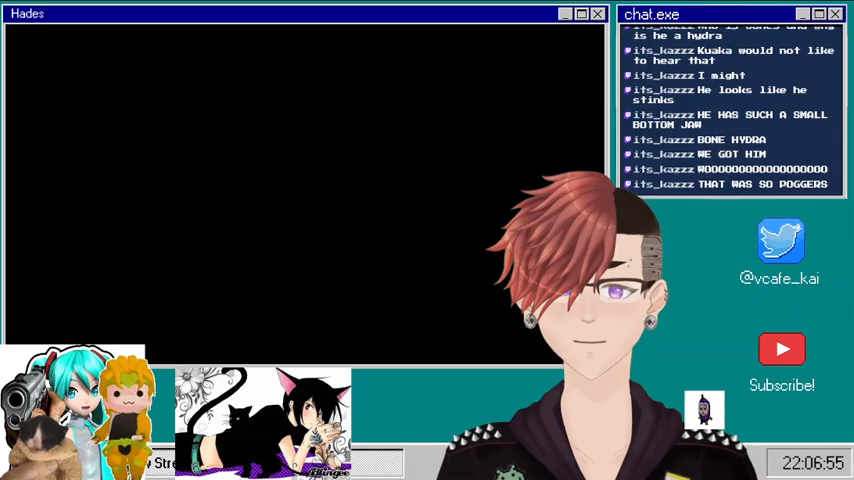 Hades
chat.exe
is he a hydra
its_kazzz Kuaka would not like
to hear that
its_kazzz I might
its_kazzz He looks like he
stinks
its_kazzz HE HAS SUCH A SMALL
BOTTOM JAW
its_kazzz BONE HYDRA
its_kazzz WE GOT HIM
its_kazzz WOOOOOOOOOOOOOOOOOO
its_kazzz THAT WAS SO POGGERS
@vcafe_kai
Subscribe!
Blingee
22:06:55